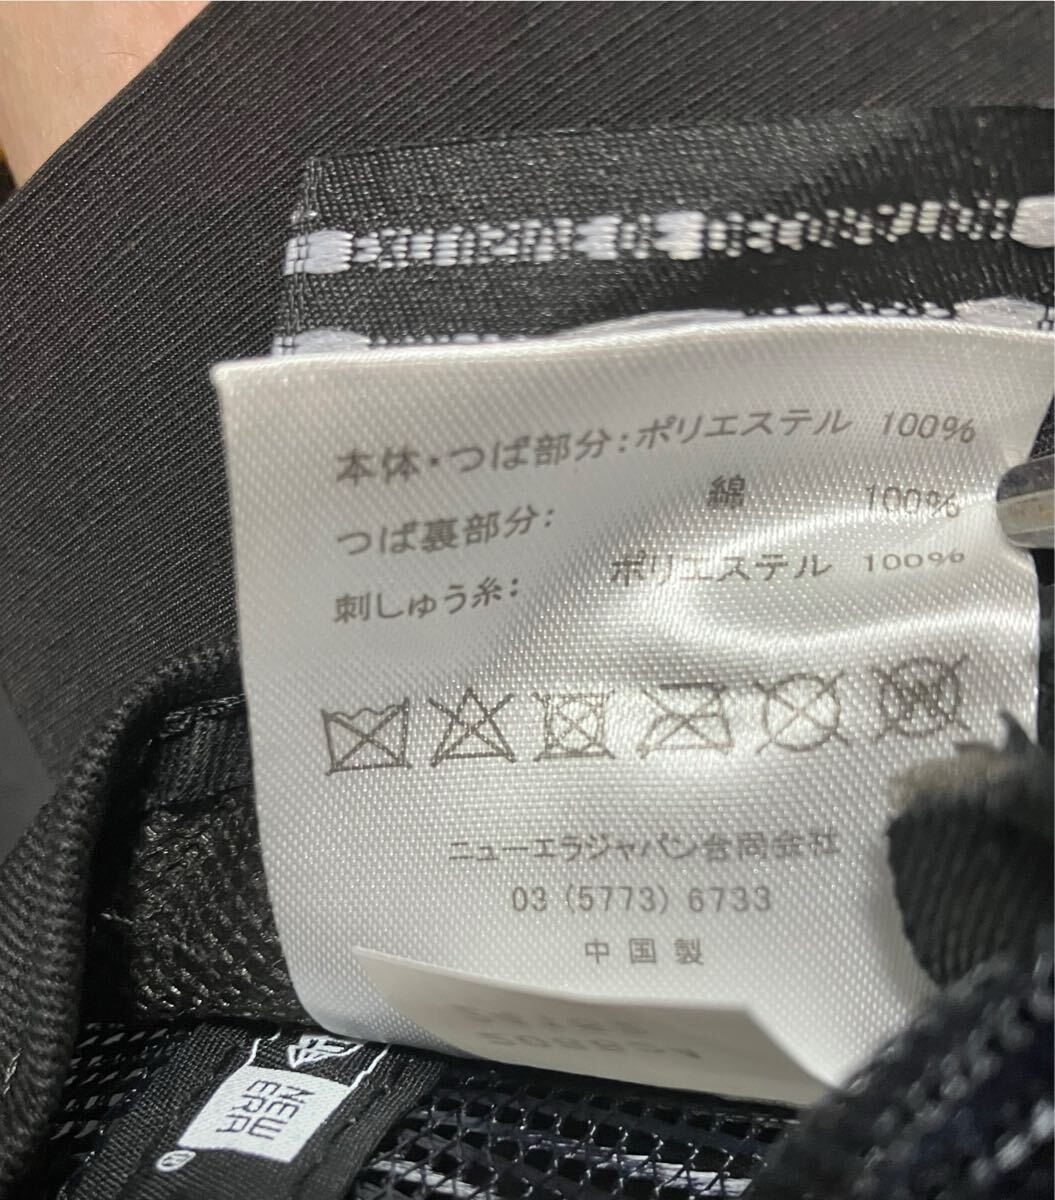 本体・つば部分:ポリエステル 100%
つば裏部分: 綿 100%
刺しゅう糸: ポリエステル 100%
ニューエラジャパン合同会社
03 (5773) 6733
中国製
NEW ERA